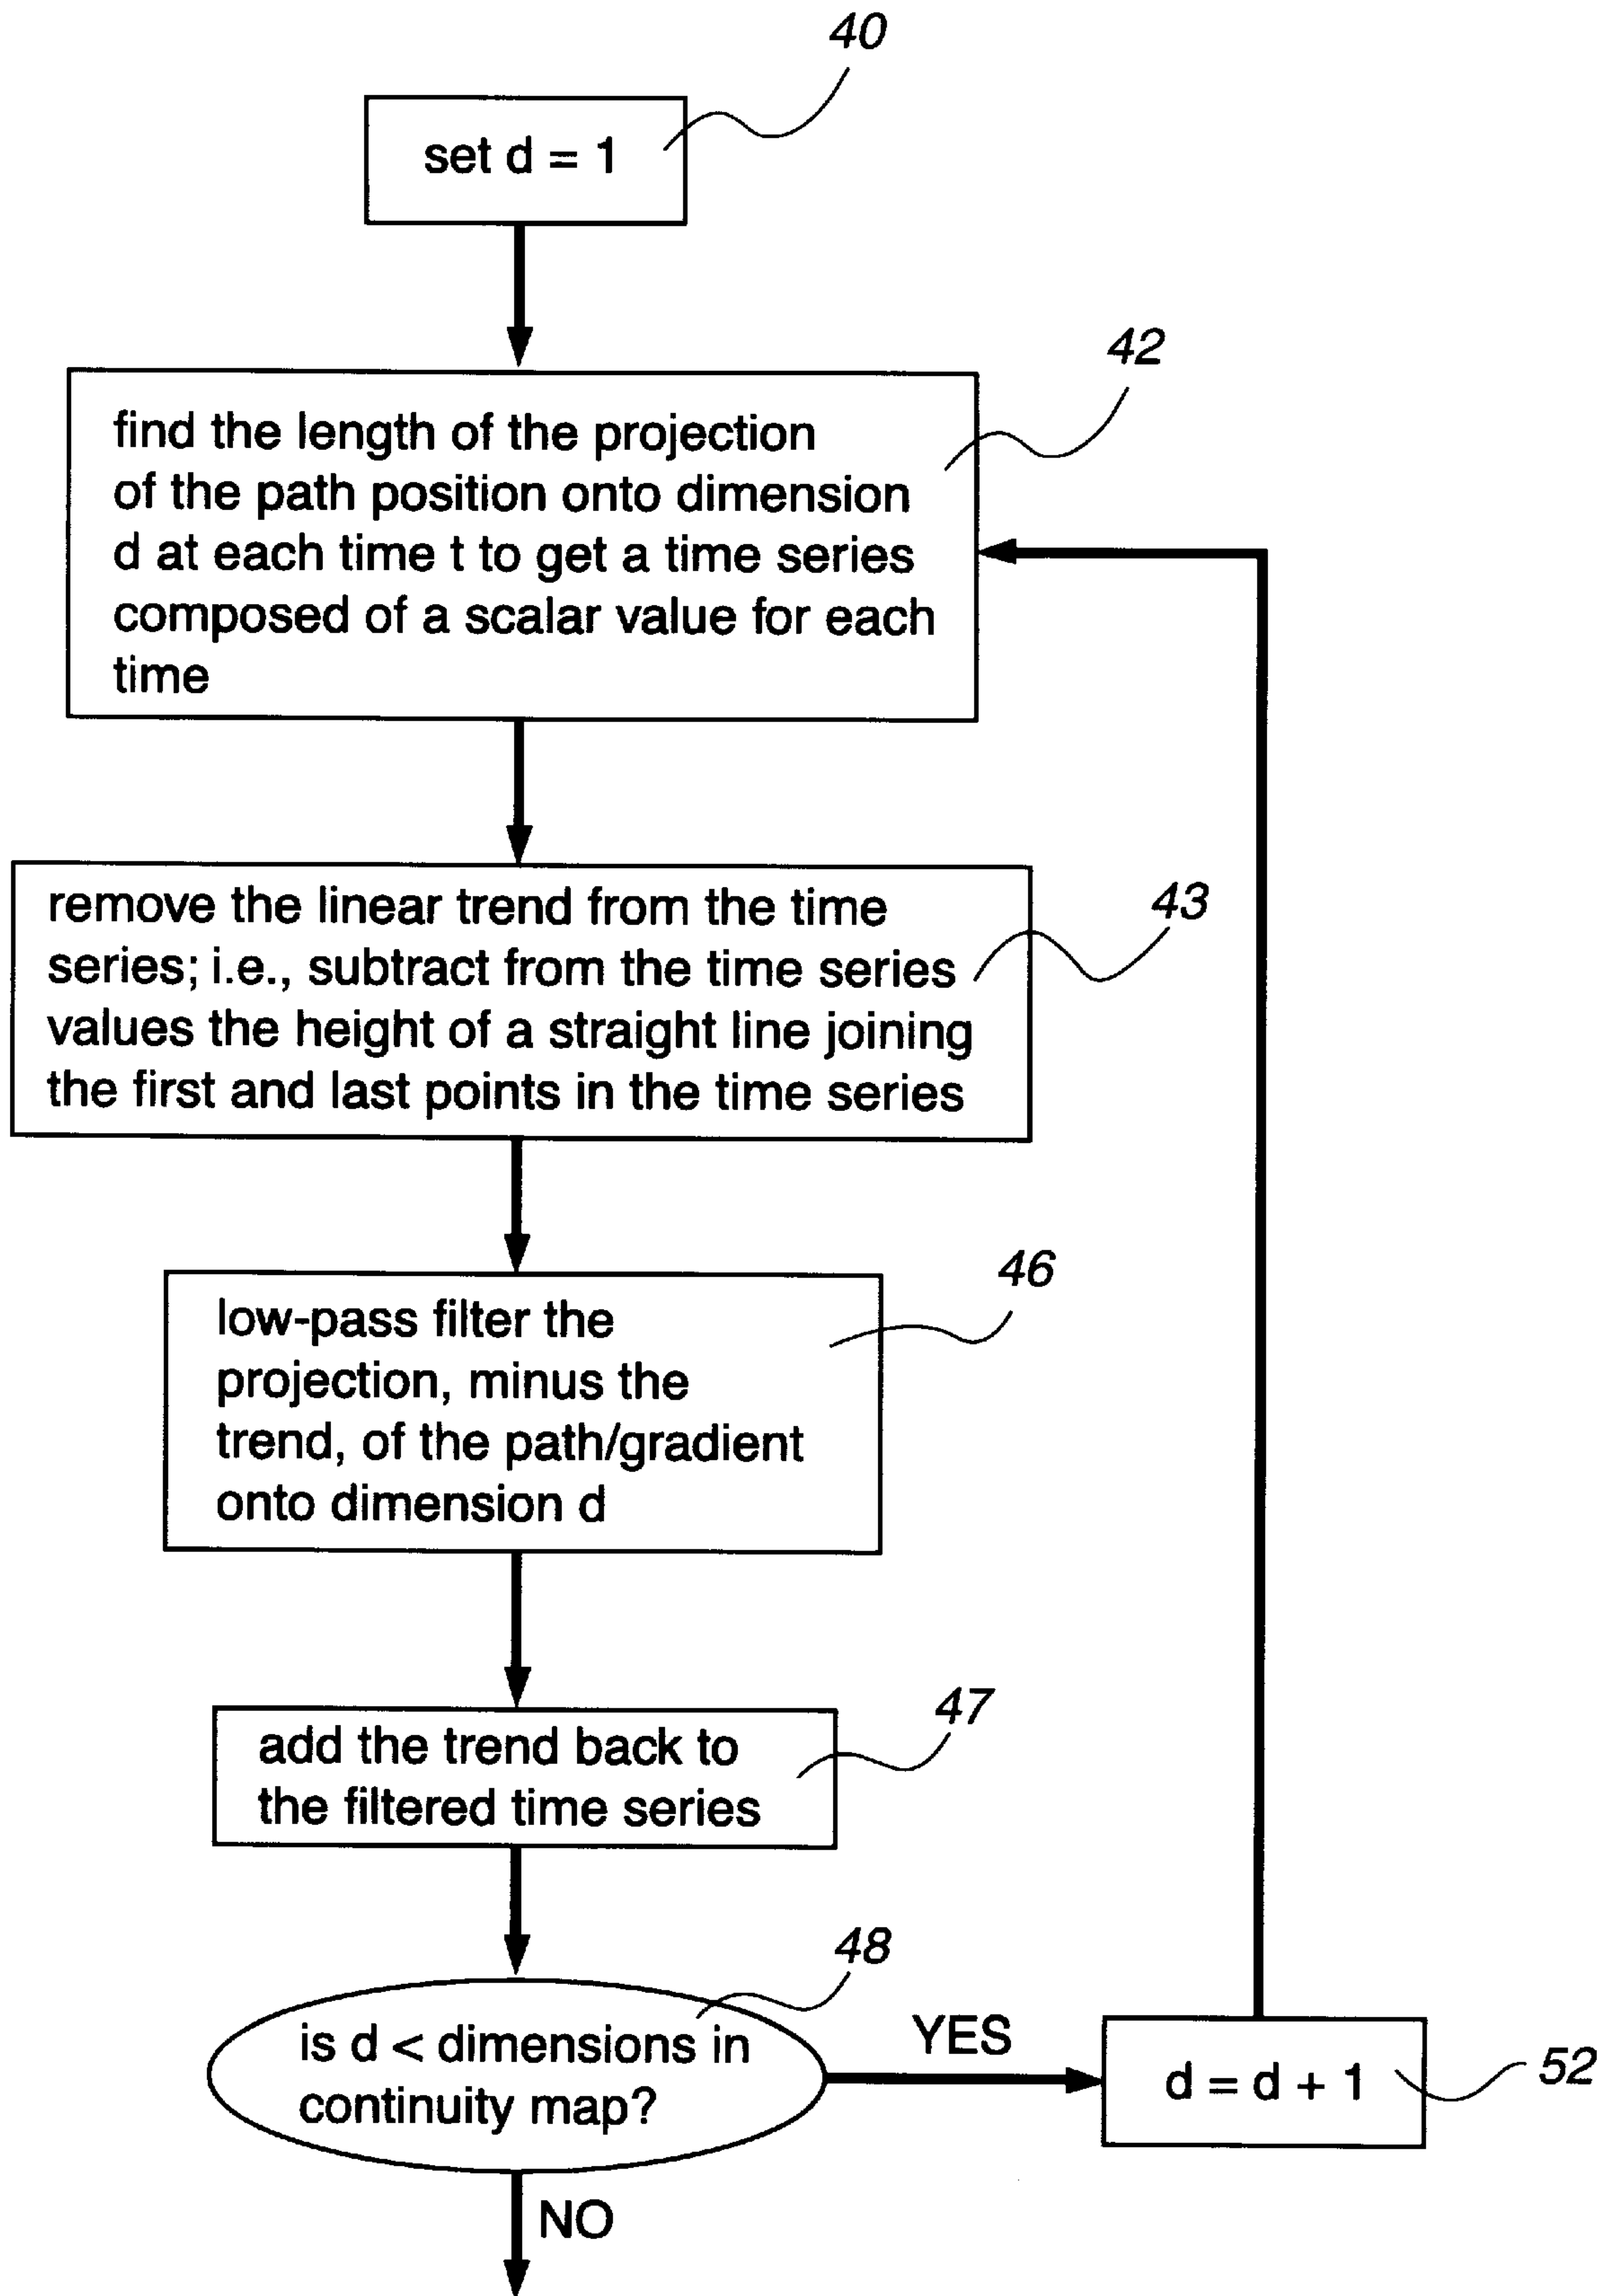 40
set d = 1
42
find the length of the projection
of the path position onto dimension
d at each time t to get a time series
composed of a scalar value for each
time
43
remove the linear trend from the time
series; i.e., subtract from the time series
values the height of a straight line joining
the first and last points in the time series
46
low-pass filter the
projection, minus the
trend, of the path/gradient
onto dimension d
47
add the trend back to
the filtered time series
48
is d < dimensions in
continuity map?
YES
d = d + 1
52
NO